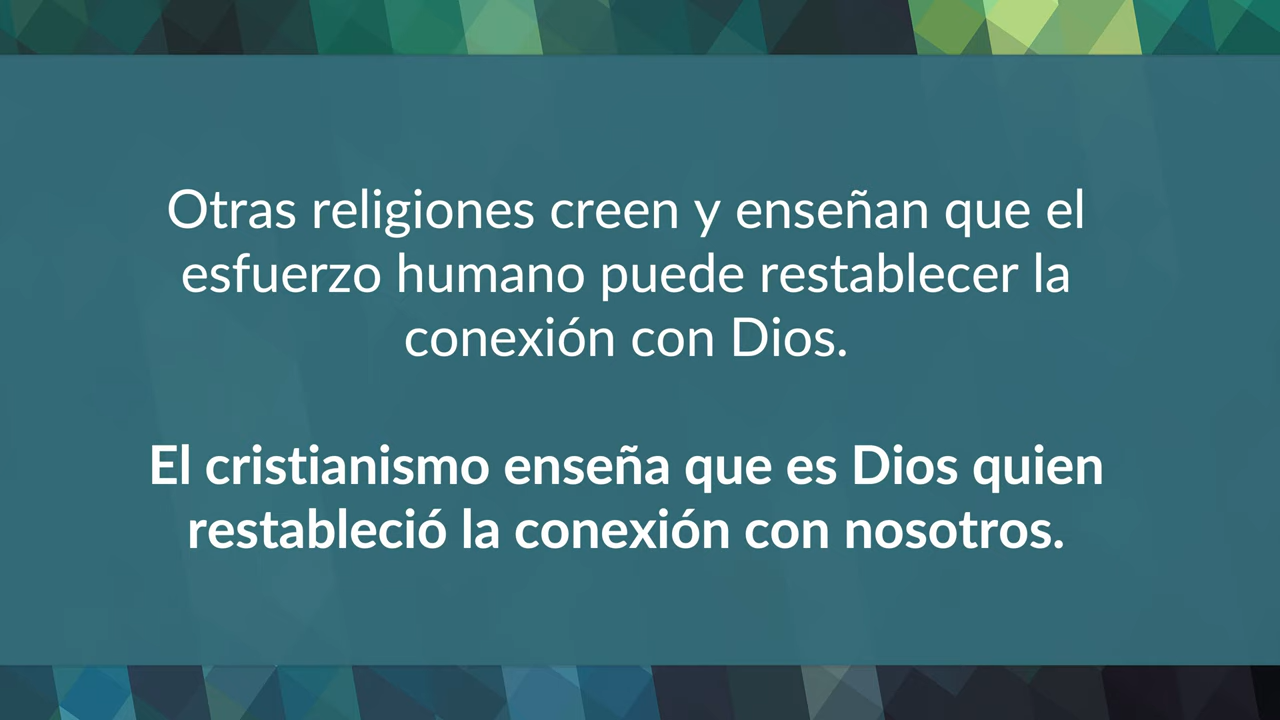 Otras religiones creen y enseñan que el
esfuerzo humano puede restablecer la
conexión con Dios.
El cristianismo enseña que es Dios quien
restableció la conexión con nosotros.